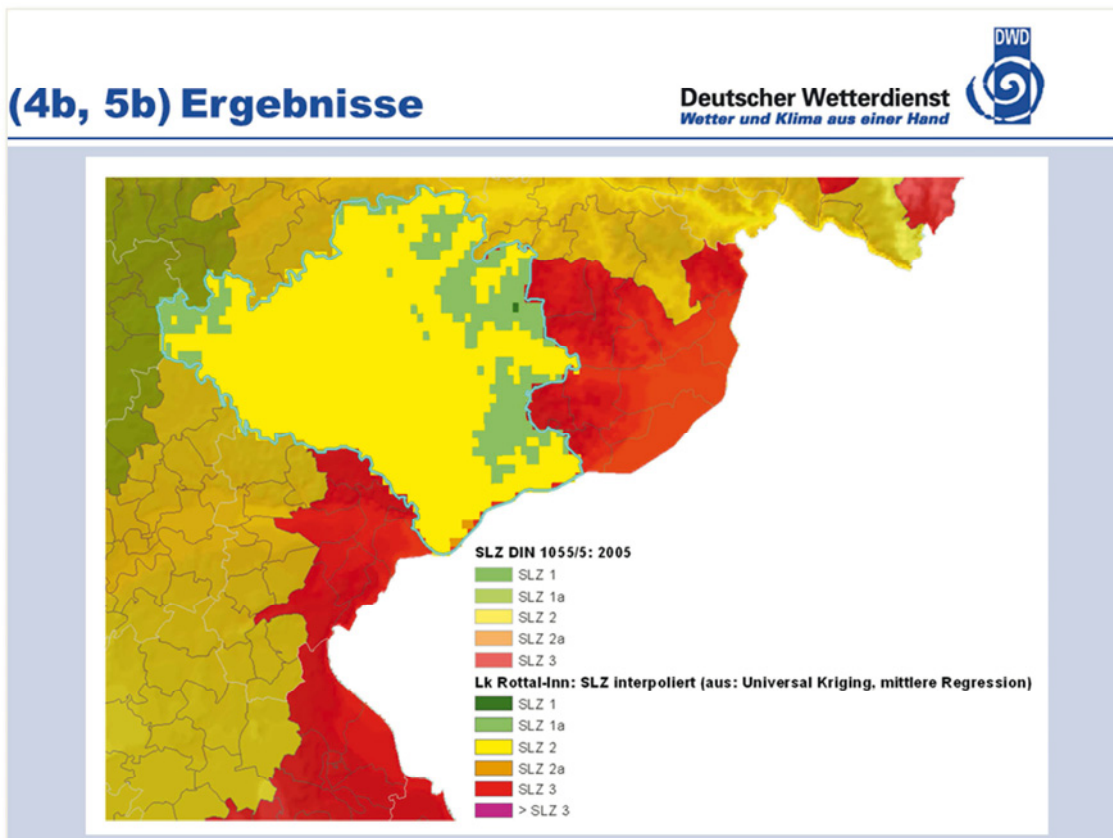 DWD
(4b, 5b) Ergebnisse
Deutscher Wetterdienst
Wetter und Klima aus einer Hand
SLZ DIN 1055/5: 2005
SLZ 1
SLZ 1a
SLZ 2
SLZ 2a
SLZ 3
Lk Rottal-Inn: SLZ interpoliert (aus: Universal Kriging, mittlere Regression)
SLZ 1
SLZ 1a
SLZ 2
SLZ 2a
SLZ 3
> SLZ 3